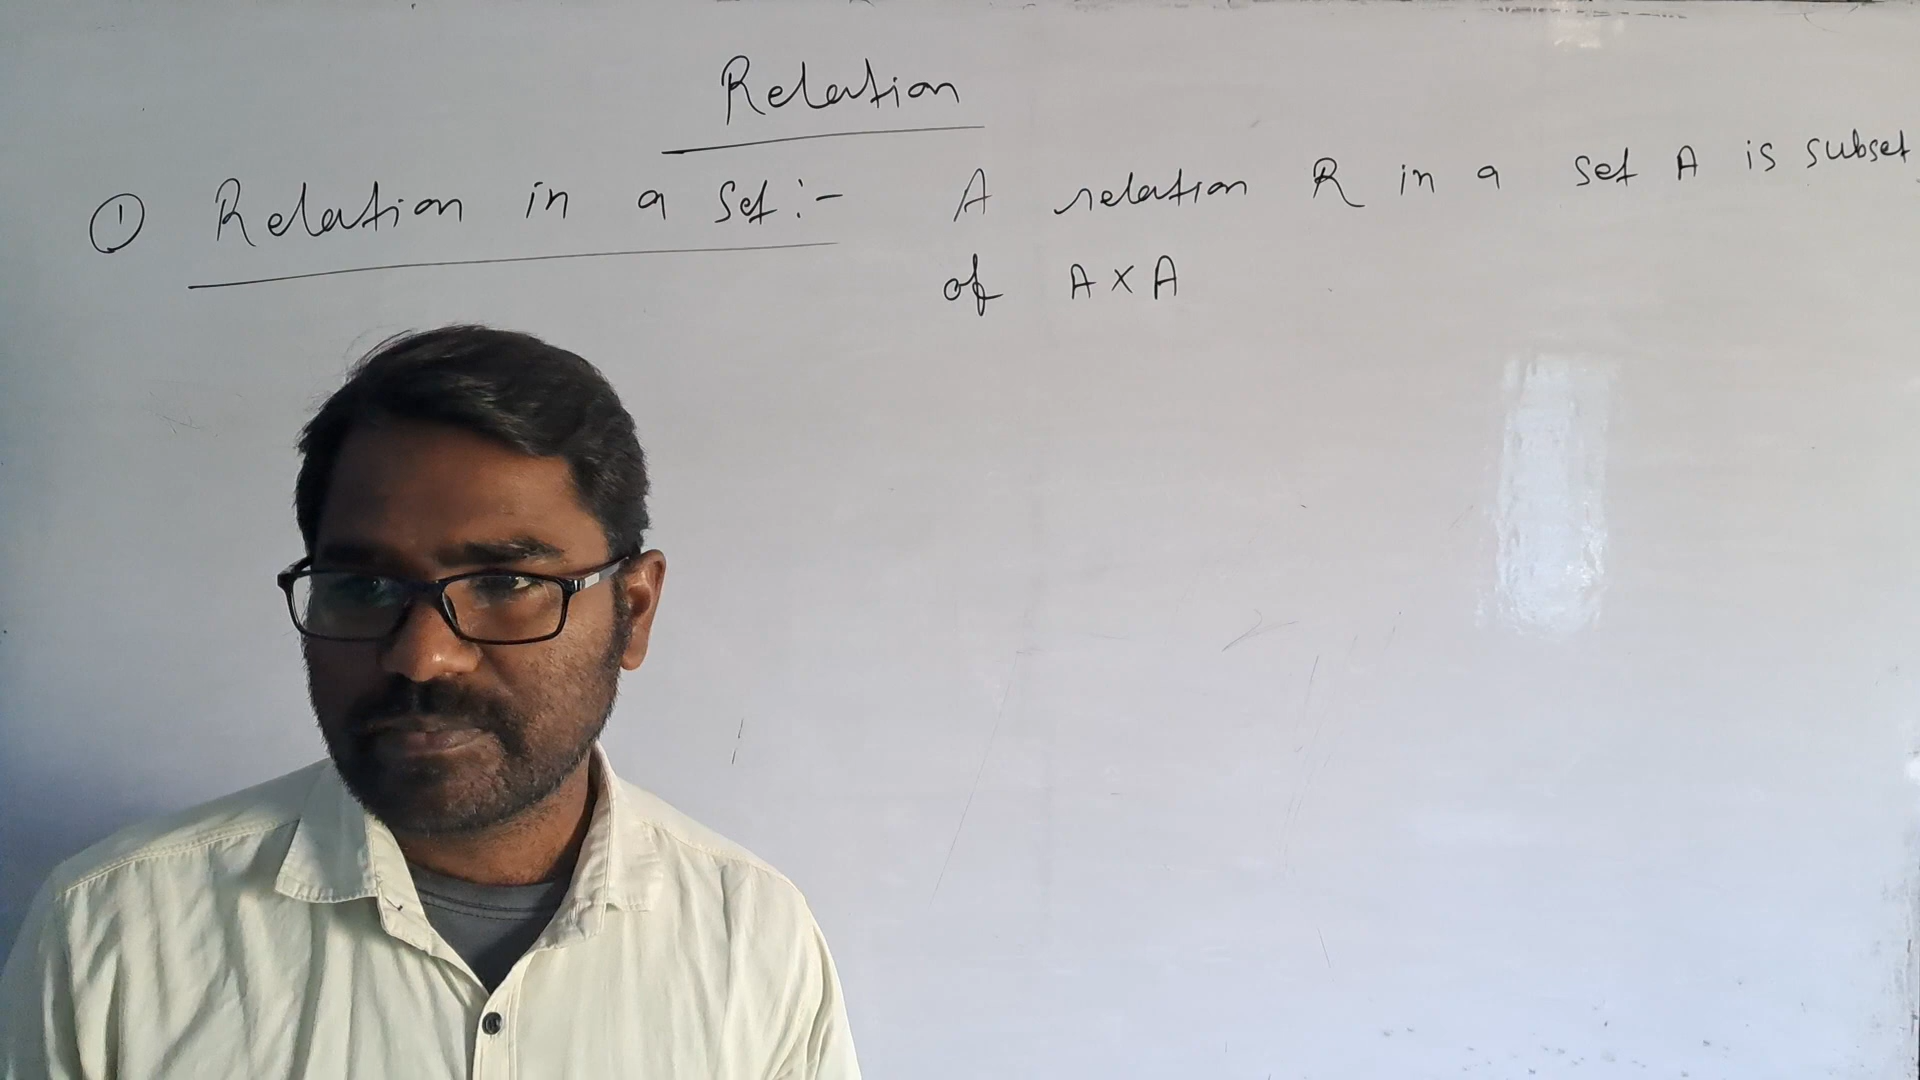 Relation
① Relation in a Set :- A relation R in a set A is subset
of A X A